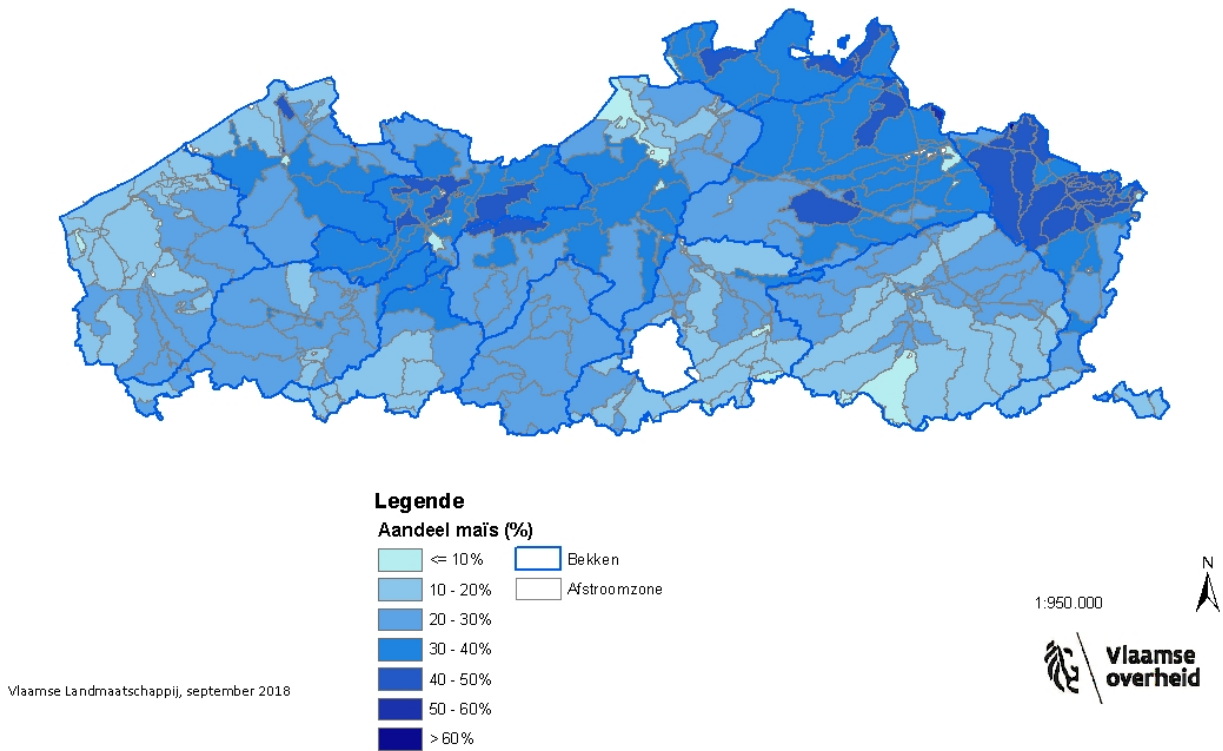 Legende
Aandeel maïs (%)
<= 10%
10 - 20%
20 - 30%
30 - 40%
40 - 50%
50 - 60%
> 60%
Bekken
Afstroomzone
1:950.000
N
Vlaamse
overheid
Vlaamse Landmaatschappij, september 2018